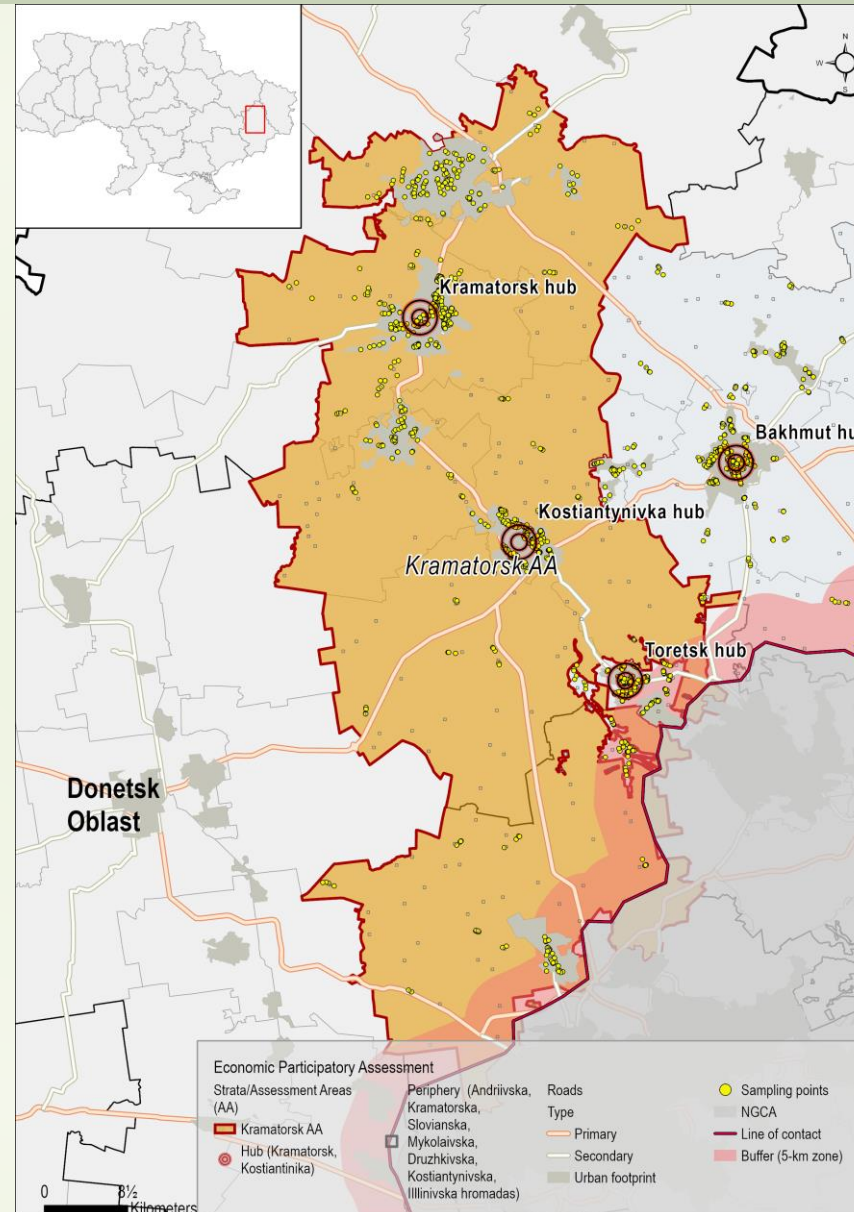 N
W
S
Kramatorsk hub
Bakhmut hu
Kostiantynivka hub
Kramatorsk AA
Toretsk hub
Donetsk
Oblast
Economic Participatory Assessment
Strata/Assessment Areas
(AA)
Kramatorsk AA
Hub (Kramatorsk,
Kostiantinika)
Periphery (Andriivska,
Kramatorska,
Slovianska,
Mykolaivska,
Druzhkivska,
Kostiantynivska,
Illlinivska hromadas)
Roads
Type
Primary
Secondary
Urban footprint
Sampling points
NGCA
Line of contact
Buffer (5-km zone)
0 8½
Kilometers